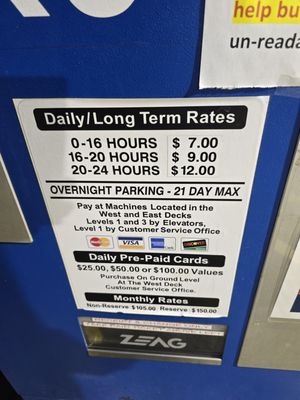 help bu
un-reada
Daily/Long Term Rates
0-16 HOURS $ 7.00
16-20 HOURS $ 9.00
20-24 HOURS $12.00
OVERNIGHT PARKING - 21 DAY MAX
Pay at Machines Located in the
West and East Decks
Levels 1 and 3 by Elevators,
Level 1 by Customer Service Office
MasterCard VISA DISCOVER
Daily Pre-Paid Cards
$25.00, $50.00 or $100.00 Values
Purchase On Ground Level
At The West Deck
Customer Service Office.
Monthly Rates
Non-Reserve $105.00 Reserve $150.00
ZEAG